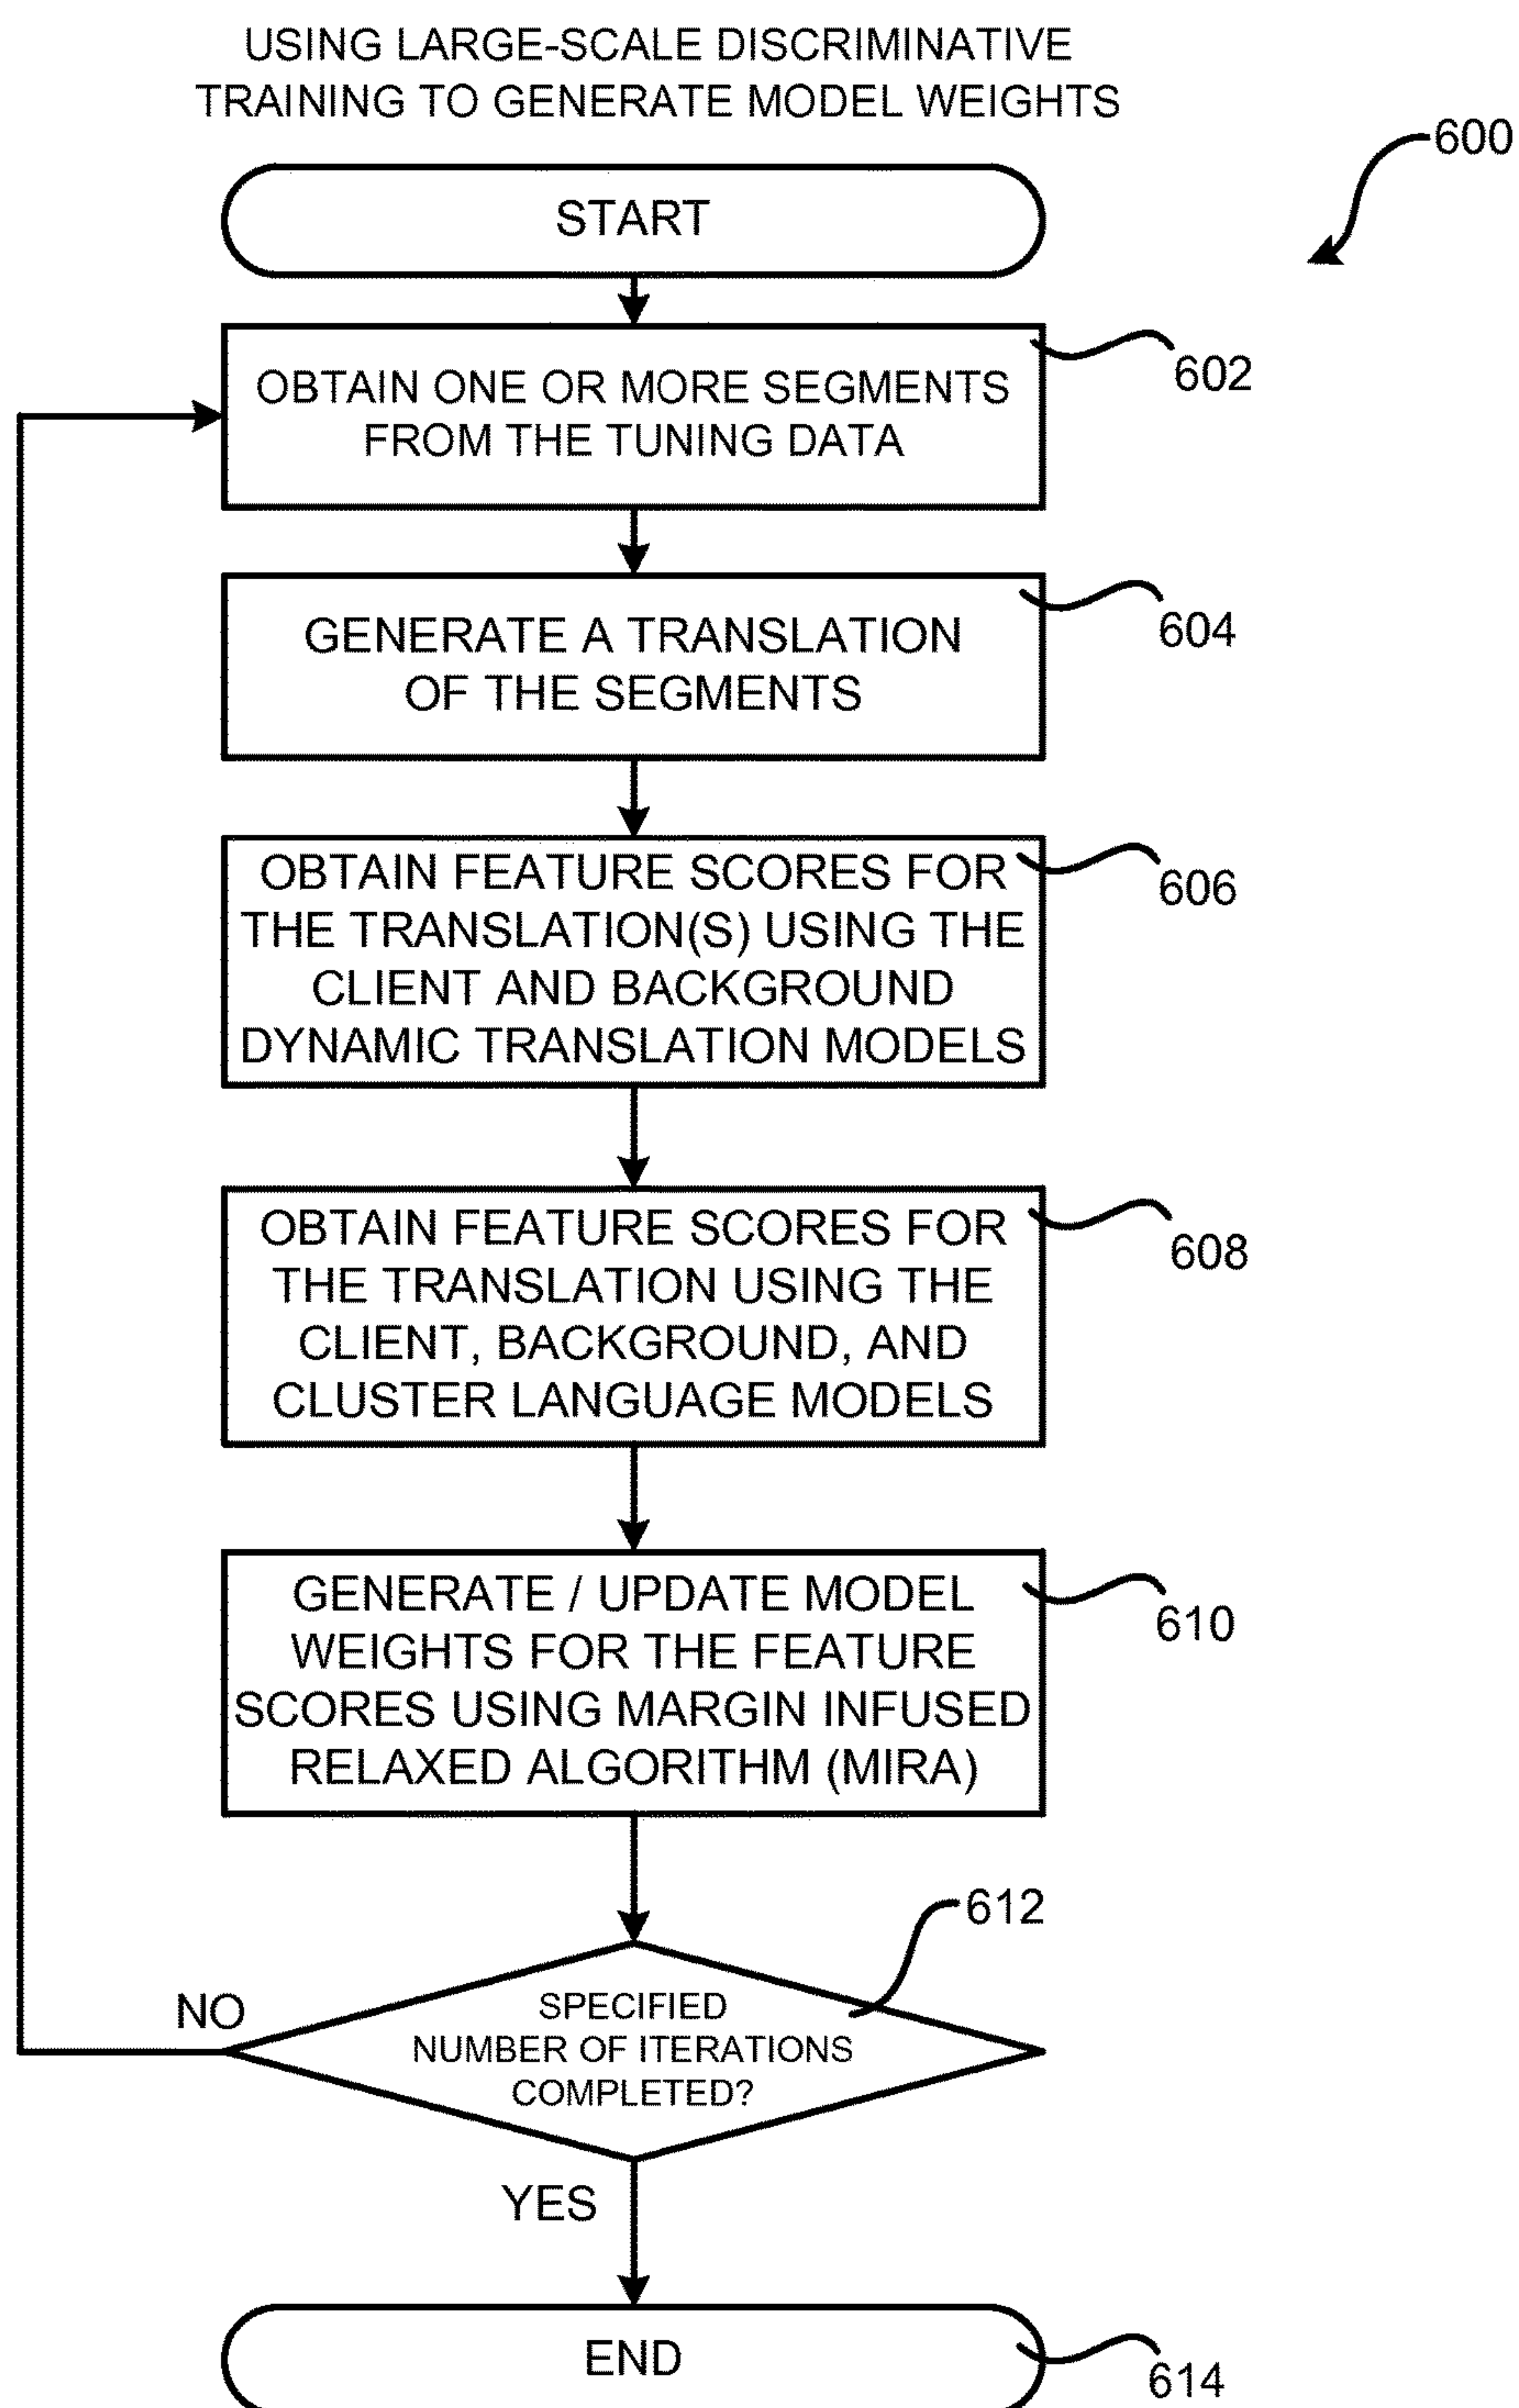 USING LARGE-SCALE DISCRIMINATIVE
TRAINING TO GENERATE MODEL WEIGHTS
600
START
OBTAIN ONE OR MORE SEGMENTS
FROM THE TUNING DATA
602
GENERATE A TRANSLATION
OF THE SEGMENTS
604
OBTAIN FEATURE SCORES FOR
THE TRANSLATION(S) USING THE
CLIENT AND BACKGROUND
DYNAMIC TRANSLATION MODELS
606
OBTAIN FEATURE SCORES FOR
THE TRANSLATION USING THE
CLIENT, BACKGROUND, AND
CLUSTER LANGUAGE MODELS
608
GENERATE / UPDATE MODEL
WEIGHTS FOR THE FEATURE
SCORES USING MARGIN INFUSED
RELAXED ALGORITHM (MIRA)
610
612
NO
SPECIFIED
NUMBER OF ITERATIONS
COMPLETED?
YES
END
614